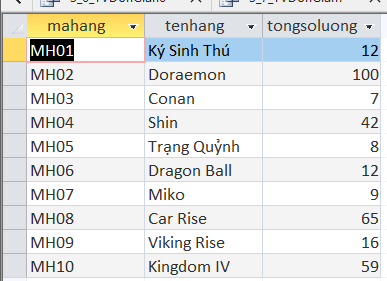 mahang tenhang tongsoluong
MH01 Ký Sinh Thú 12
MH02 Doraemon 100
MH03 Conan 7
MH04 Shin 42
MH05 Trạng Quỷnh 8
MH06 Dragon Ball 12
MH07 Miko 9
MH08 Car Rise 65
MH09 Viking Rise 16
MH10 Kingdom IV 59